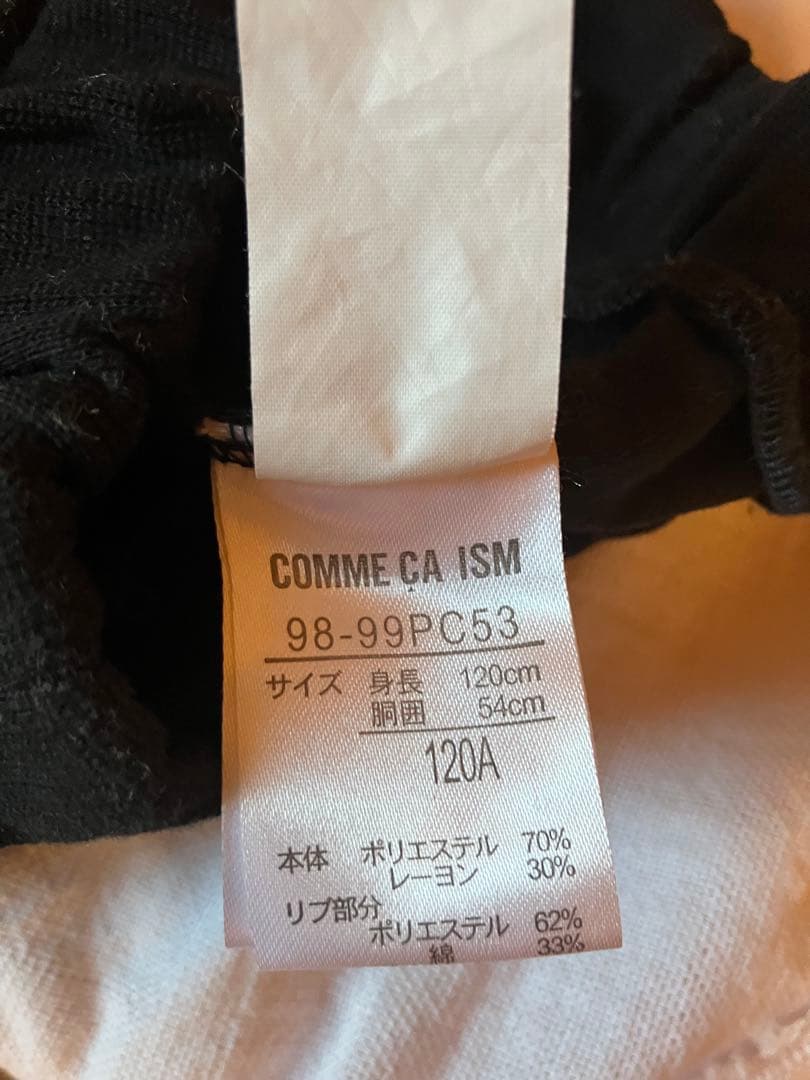 COMME ÇA ISM
98-99PC53
サイズ 身長 120cm
胴囲 54cm
120A
本体 ポリエステル 70%
レーヨン 30%
リブ部分
ポリエステル 62%
綿 33%